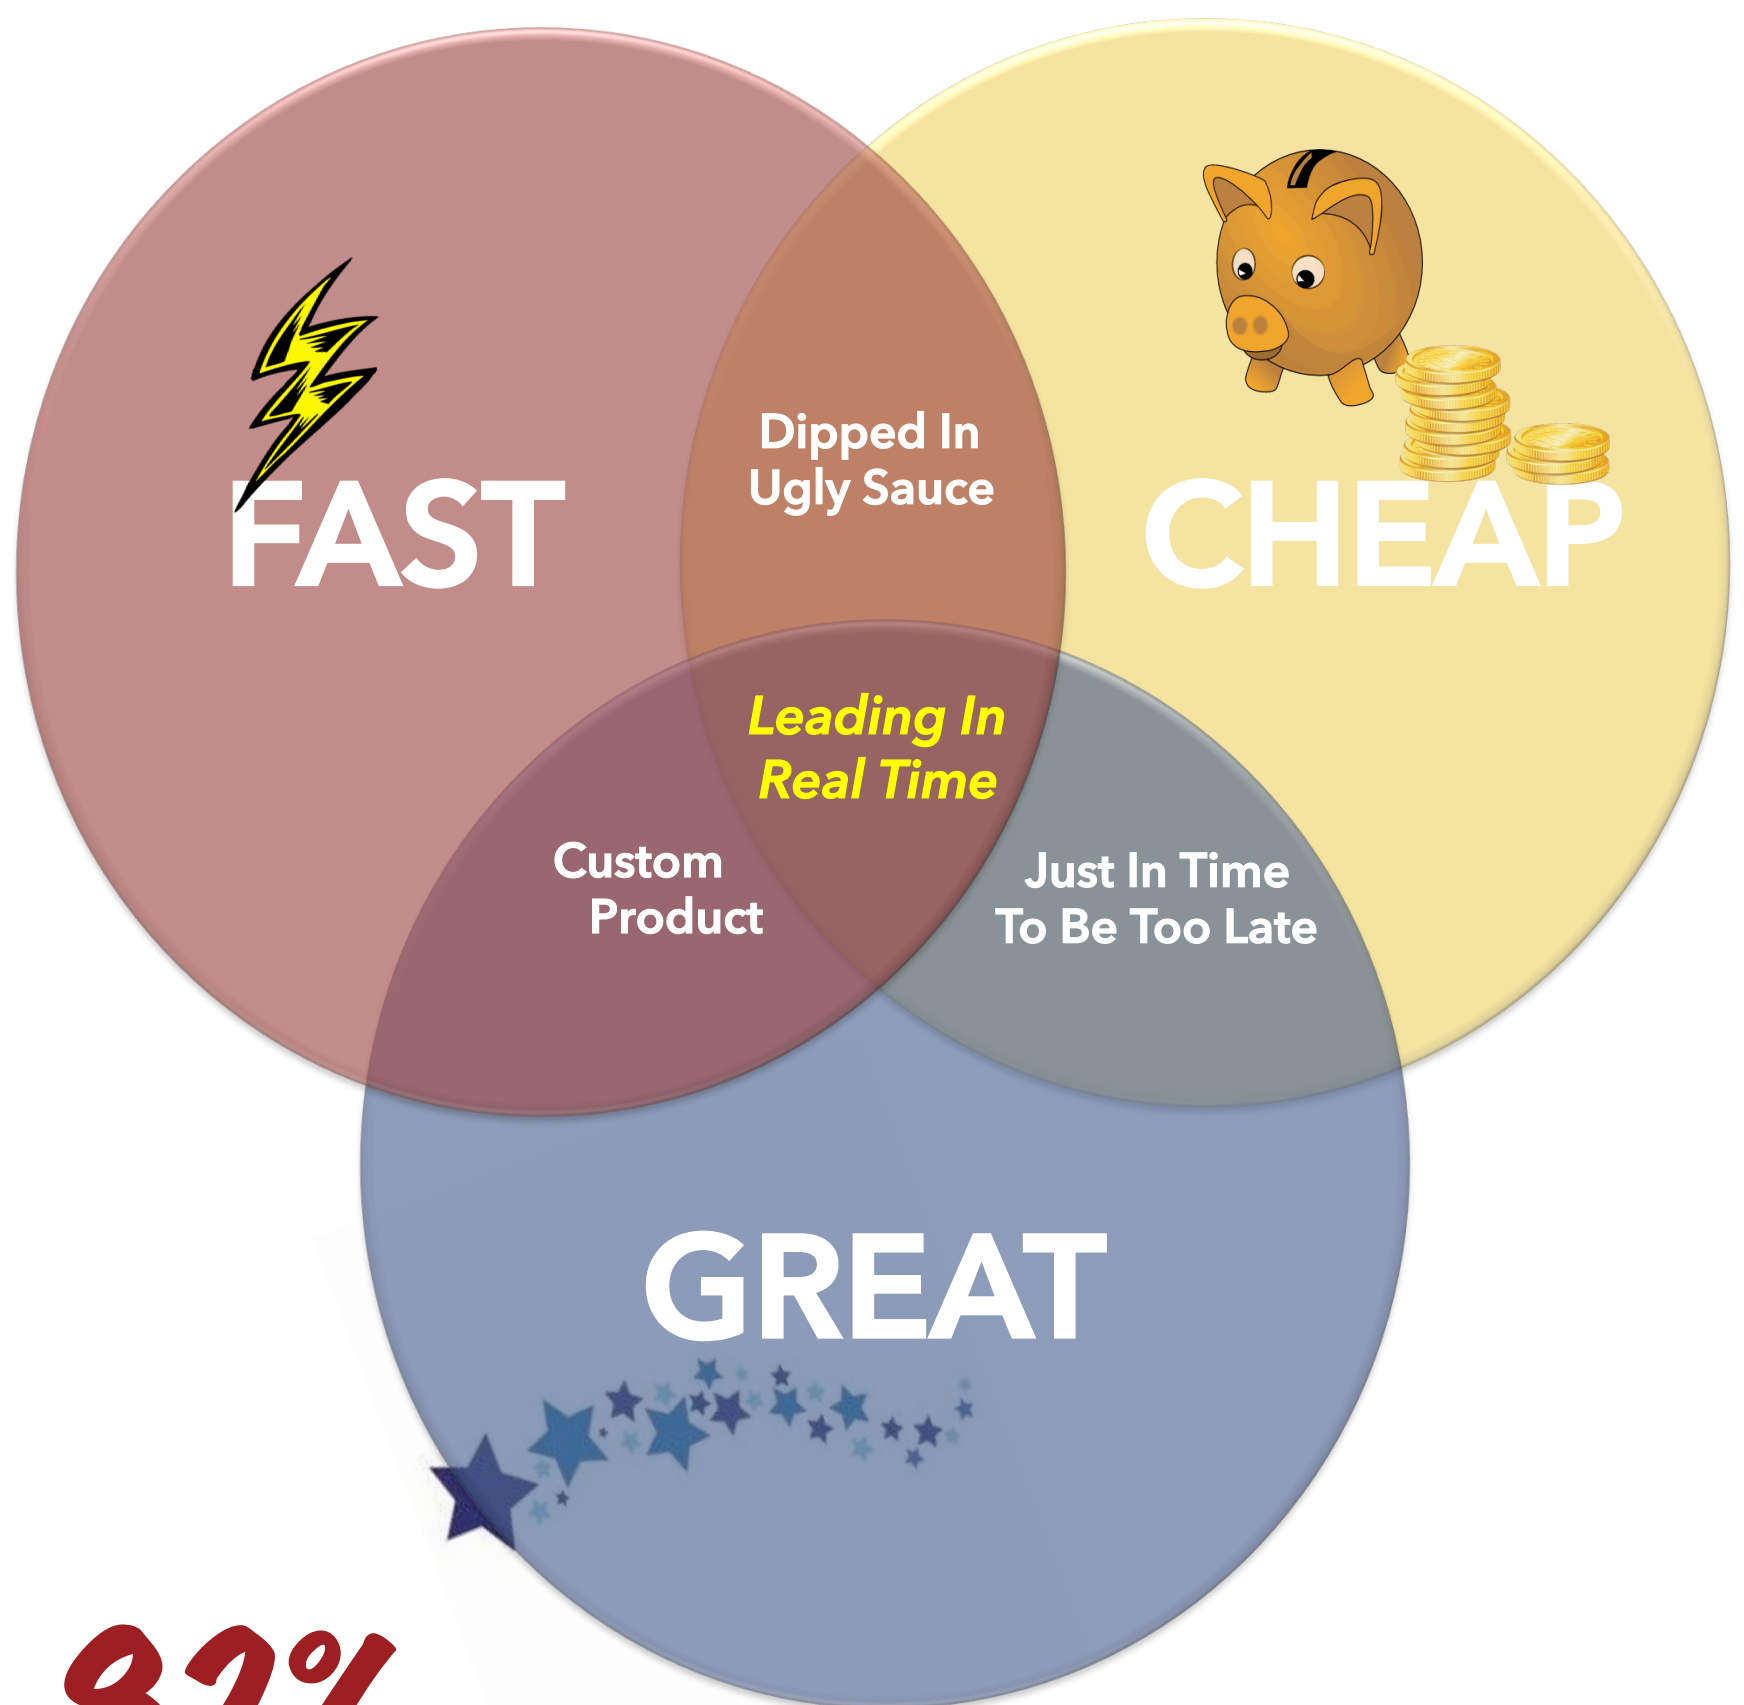 Dipped In
Ugly Sauce
FAST
CHEAP
Leading In
Real Time
Custom
Product
Just In Time
To Be Too Late
GREAT